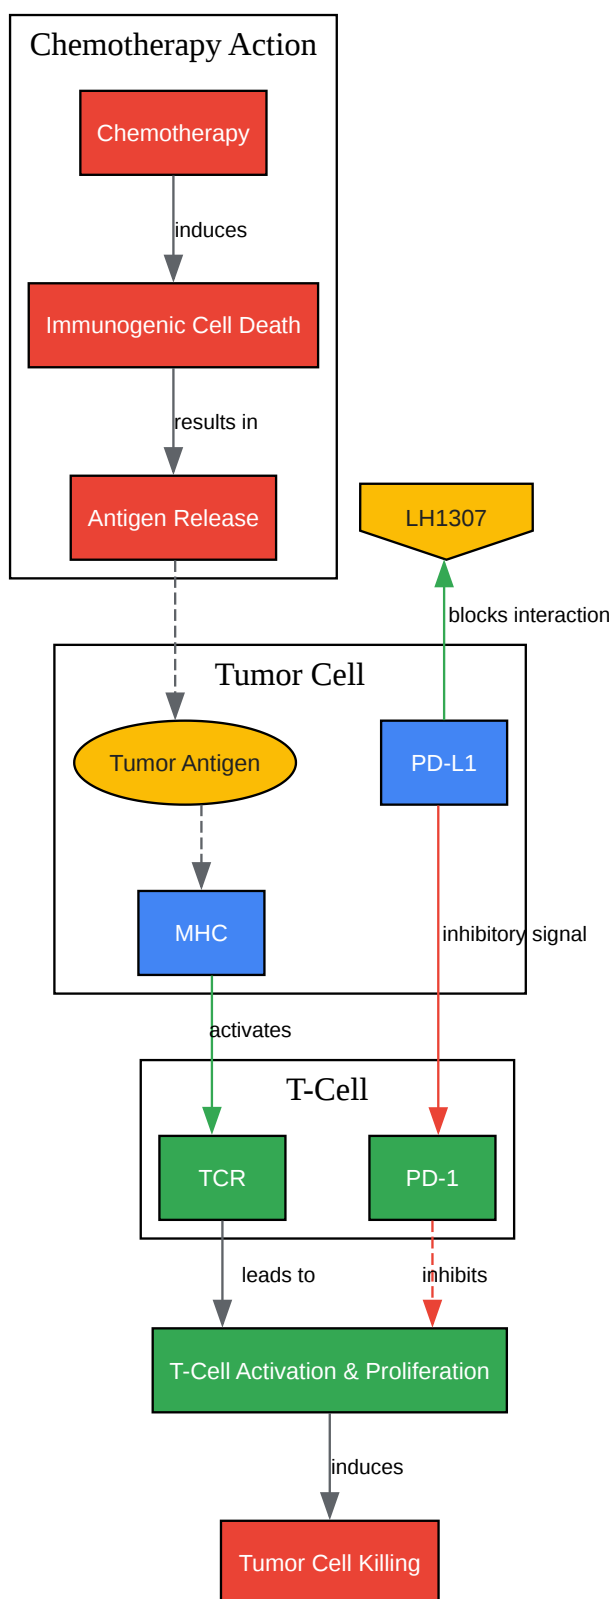 Chemotherapy Action
Chemotherapy
induces
Immunogenic Cell Death
results in
Antigen Release
LH1307
blocks interaction
Tumor Cell
Tumor Antigen
PD-L1
MHC
inhibitory signal
activates
T-Cell
TCR
PD-1
leads to
inhibits
T-Cell Activation & Proliferation
induces
Tumor Cell Killing